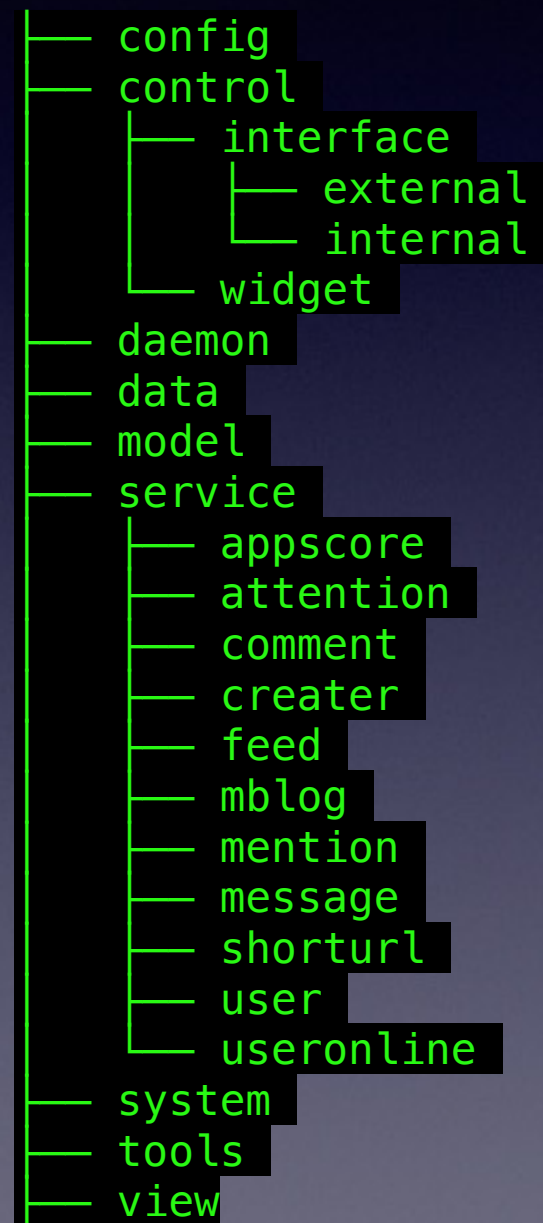 ├── config
├── control
│   ├── interface
│   │   ├── external
│   │   └── internal
│   └── widget
├── daemon
├── data
├── model
├── service
│   ├── appscore
│   ├── attention
│   ├── comment
│   ├── creater
│   ├── feed
│   ├── mblog
│   ├── mention
│   ├── message
│   ├── shorturl
│   ├── user
│   └── useronline
├── system
├── tools
├── view